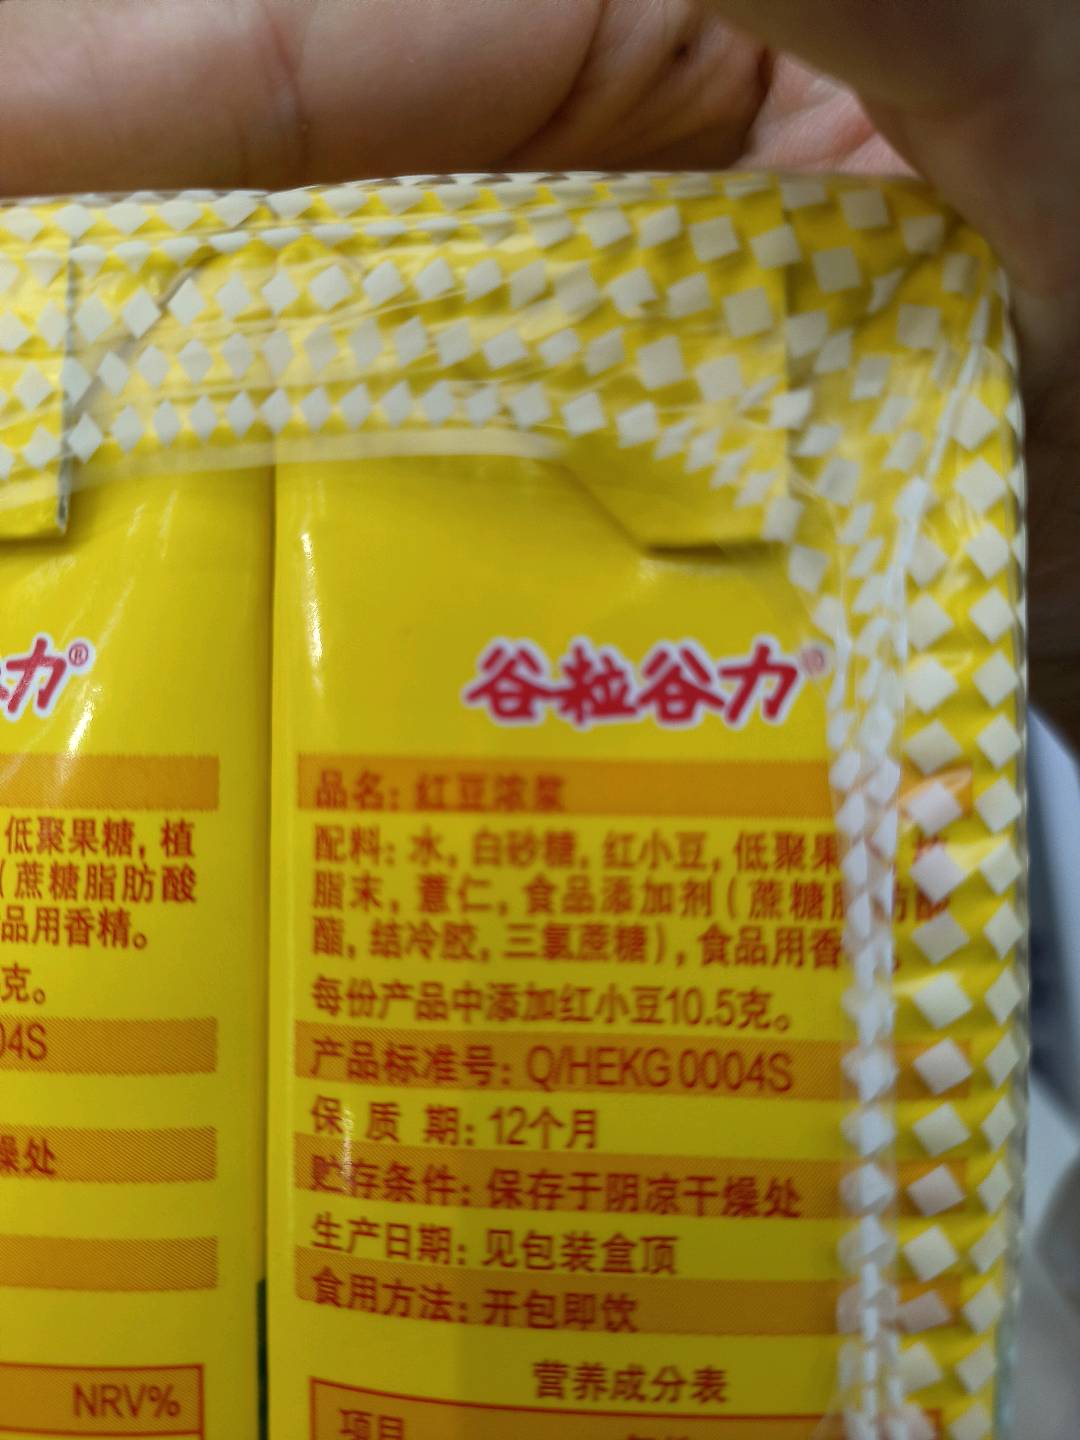 力®
低聚果糖，植
（蔗糖脂肪酸
品用香精。
克。
04S
燥处
NRV%
谷粒谷力®
品名：红豆浓浆
配料：水，白砂糖，红小豆，低聚果
脂末，薏仁，食品添加剂（蔗糖
酯，结冷胶，三氯蔗糖），食品用香
每份产品中添加红小豆10.5克。
产品标准号：Q/HEKG 0004S
保 质 期：12个月
贮存条件：保存于阴凉干燥处
生产日期：见包装盒顶
食用方法：开包即饮
营养成分表
项目